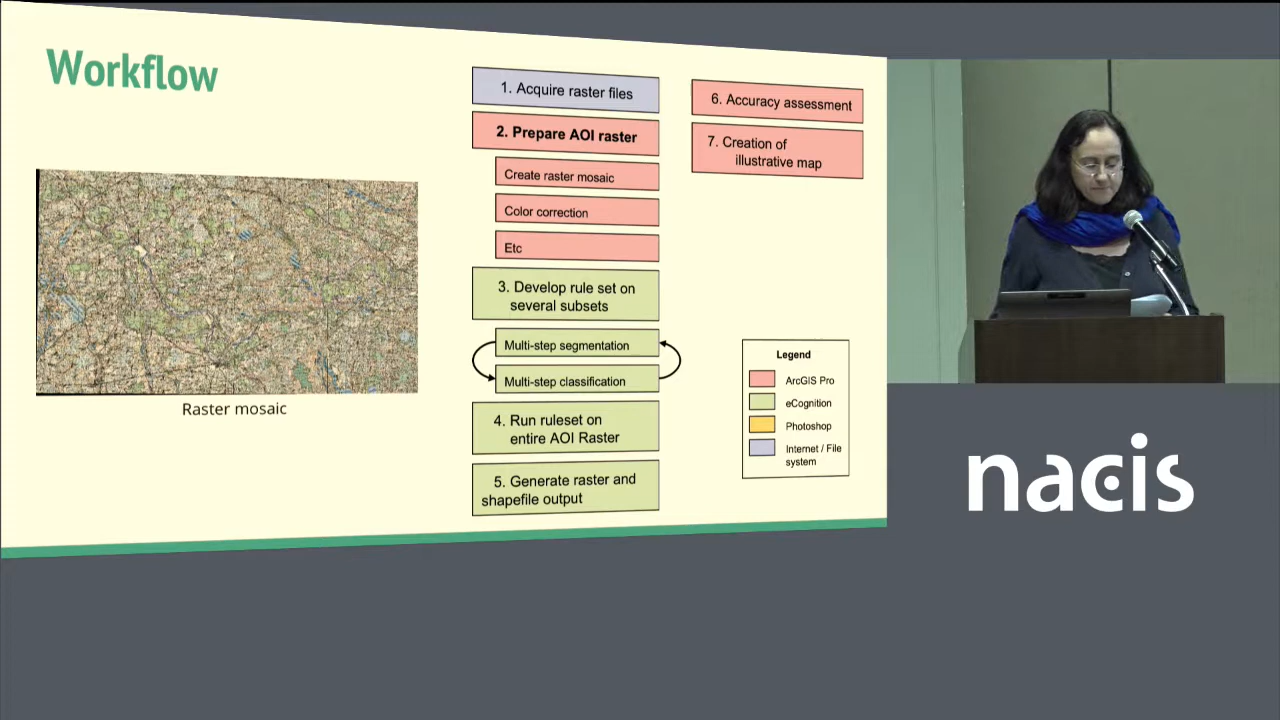 Workflow
Raster mosaic
1. Acquire raster files
2. Prepare AOI raster
Create raster mosaic
Color correction
Etc
3. Develop rule set on
several subsets
Multi-step segmentation
Multi-step classification
4. Run ruleset on
entire AOI Raster
5. Generate raster and
shapefile output
6. Accuracy assessment
7. Creation of
illustrative map
Legend
ArcGIS Pro
eCognition
Photoshop
Internet / File
system
nacis